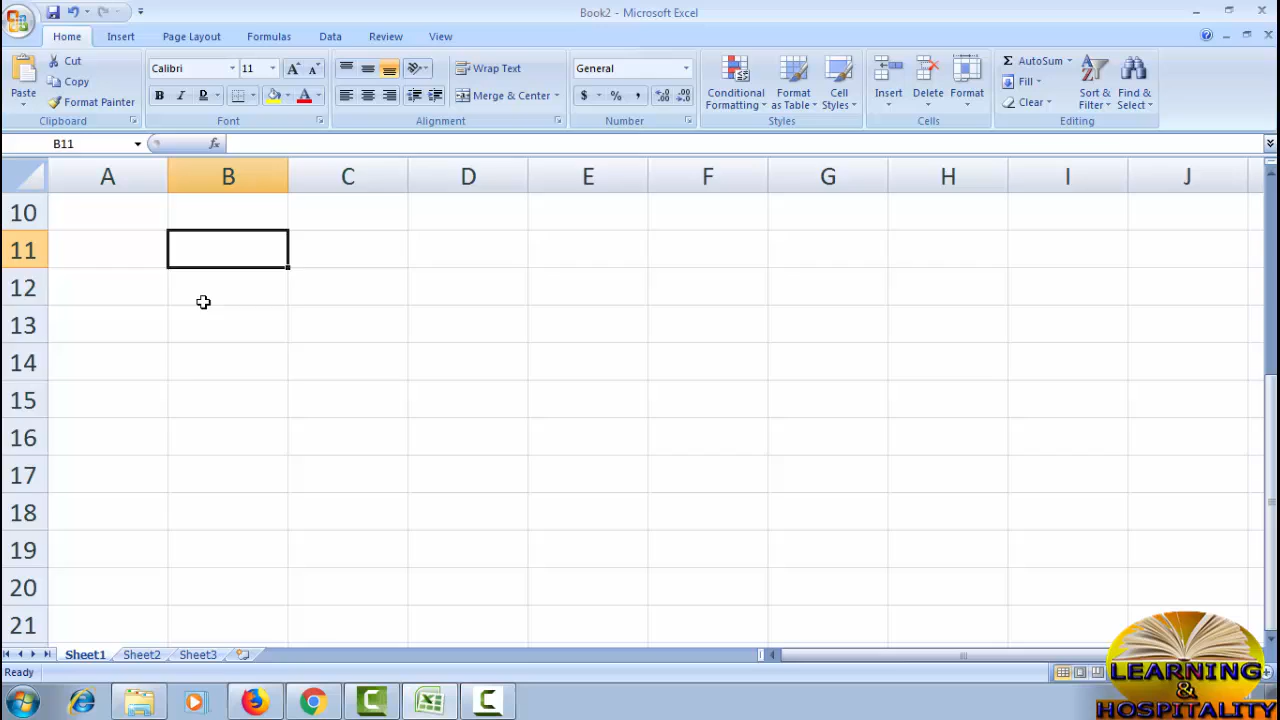 Book2 - Microsoft Excel
Home Insert Page Layout Formulas Data Review View
Paste
Cut
Copy
Format Painter
Clipboard
Calibri 11
B I D
Font
Wrap Text
Merge & Center
Alignment
General
$ % ,
Number
Conditional Formatting
Format as Table
Cell Styles
Styles
Insert
Delete
Format
Cells
Σ AutoSum
Fill
Clear
Sort & Filter
Find & Select
Editing
B11 fx
A B C D E F G H I J
10
11
12
13
14
15
16
17
18
19
20
21
Sheet1 Sheet2 Sheet3
Ready
LEARNING
&
HOSPITALITY